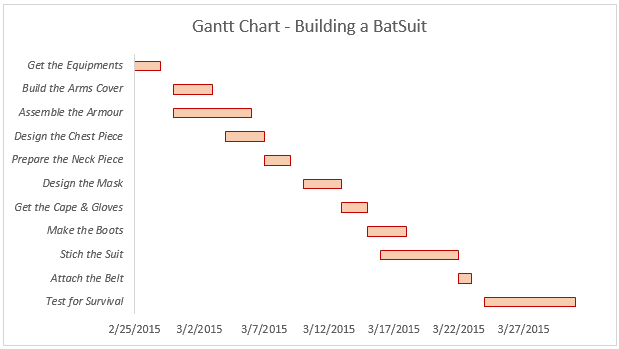 Gantt Chart - Building a BatSuit
Get the Equipments
Build the Arms Cover
Assemble the Armour
Design the Chest Piece
Prepare the Neck Piece
Design the Mask
Get the Cape & Gloves
Make the Boots
Stich the Suit
Attach the Belt
Test for Survival
2/25/2015 3/2/2015 3/7/2015 3/12/2015 3/17/2015 3/22/2015 3/27/2015